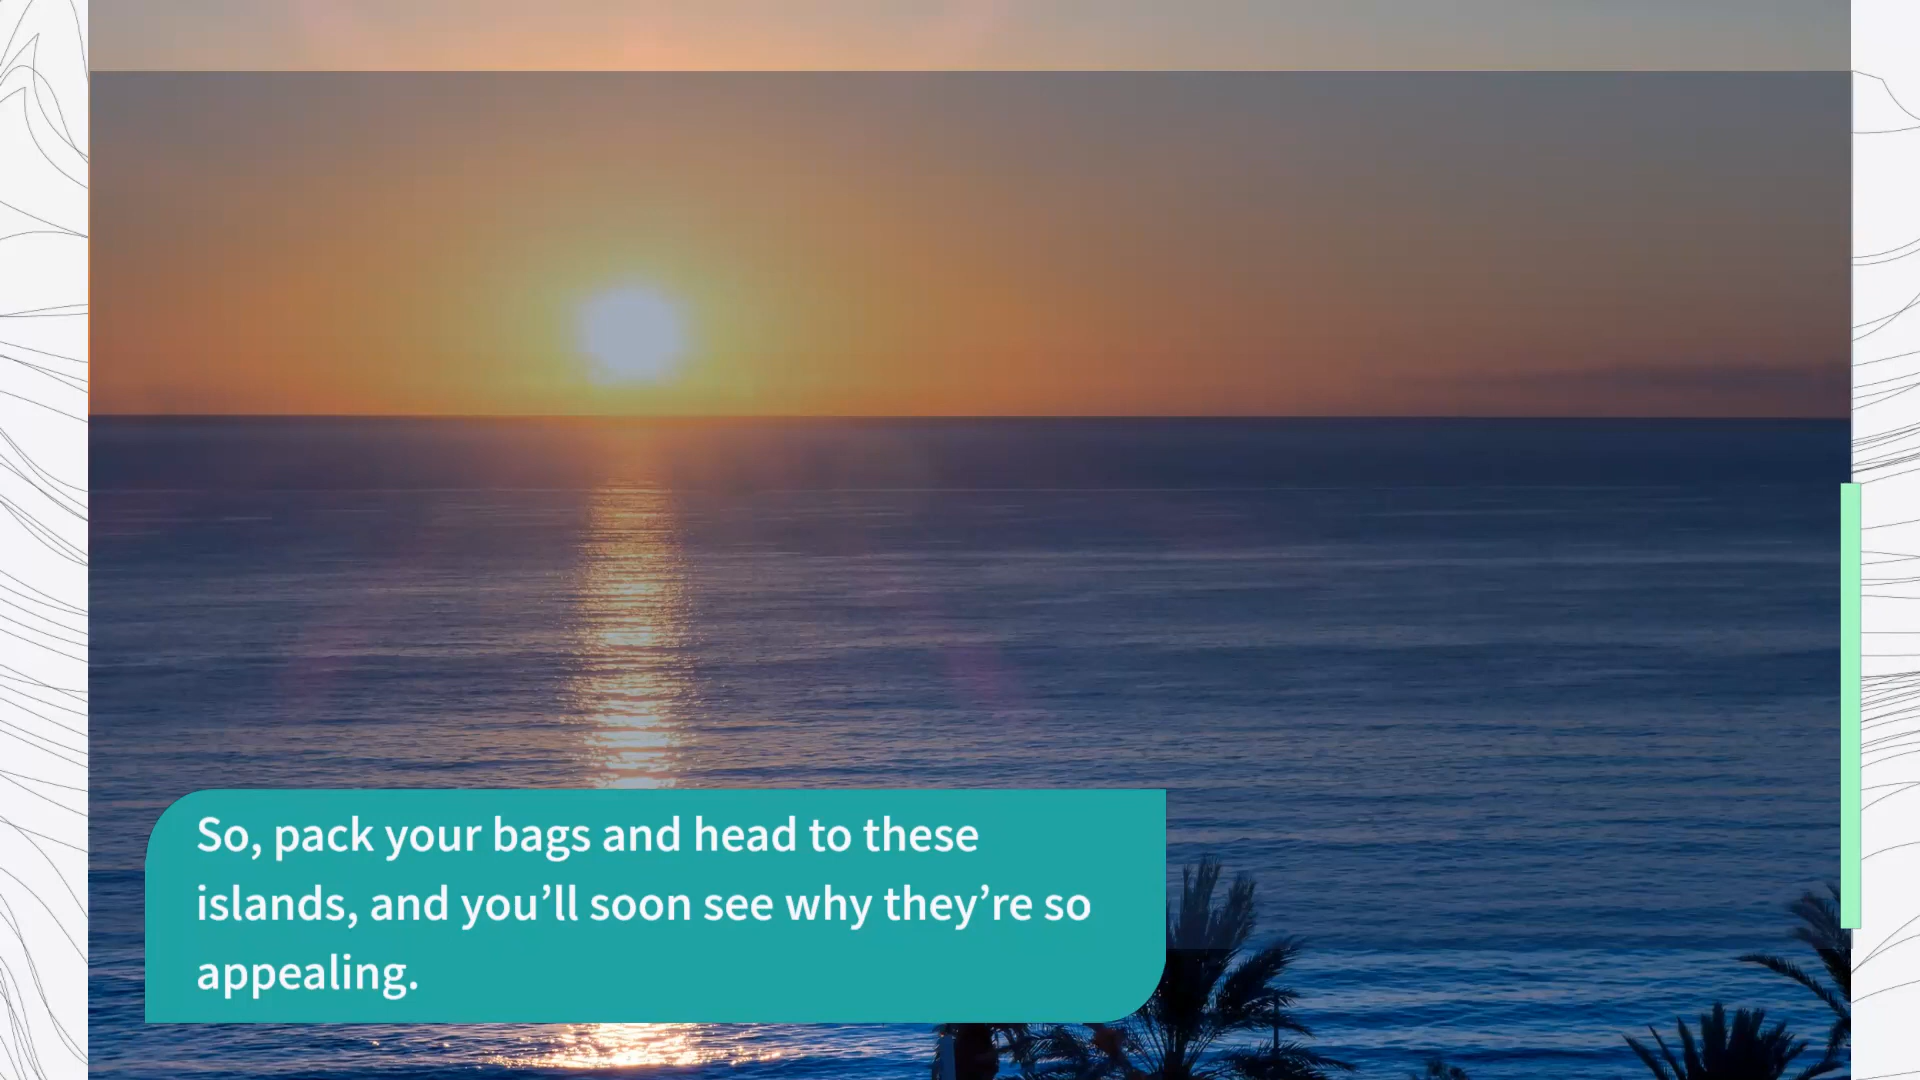 So, pack your bags and head to these
islands, and you’ll soon see why they’re so
appealing.